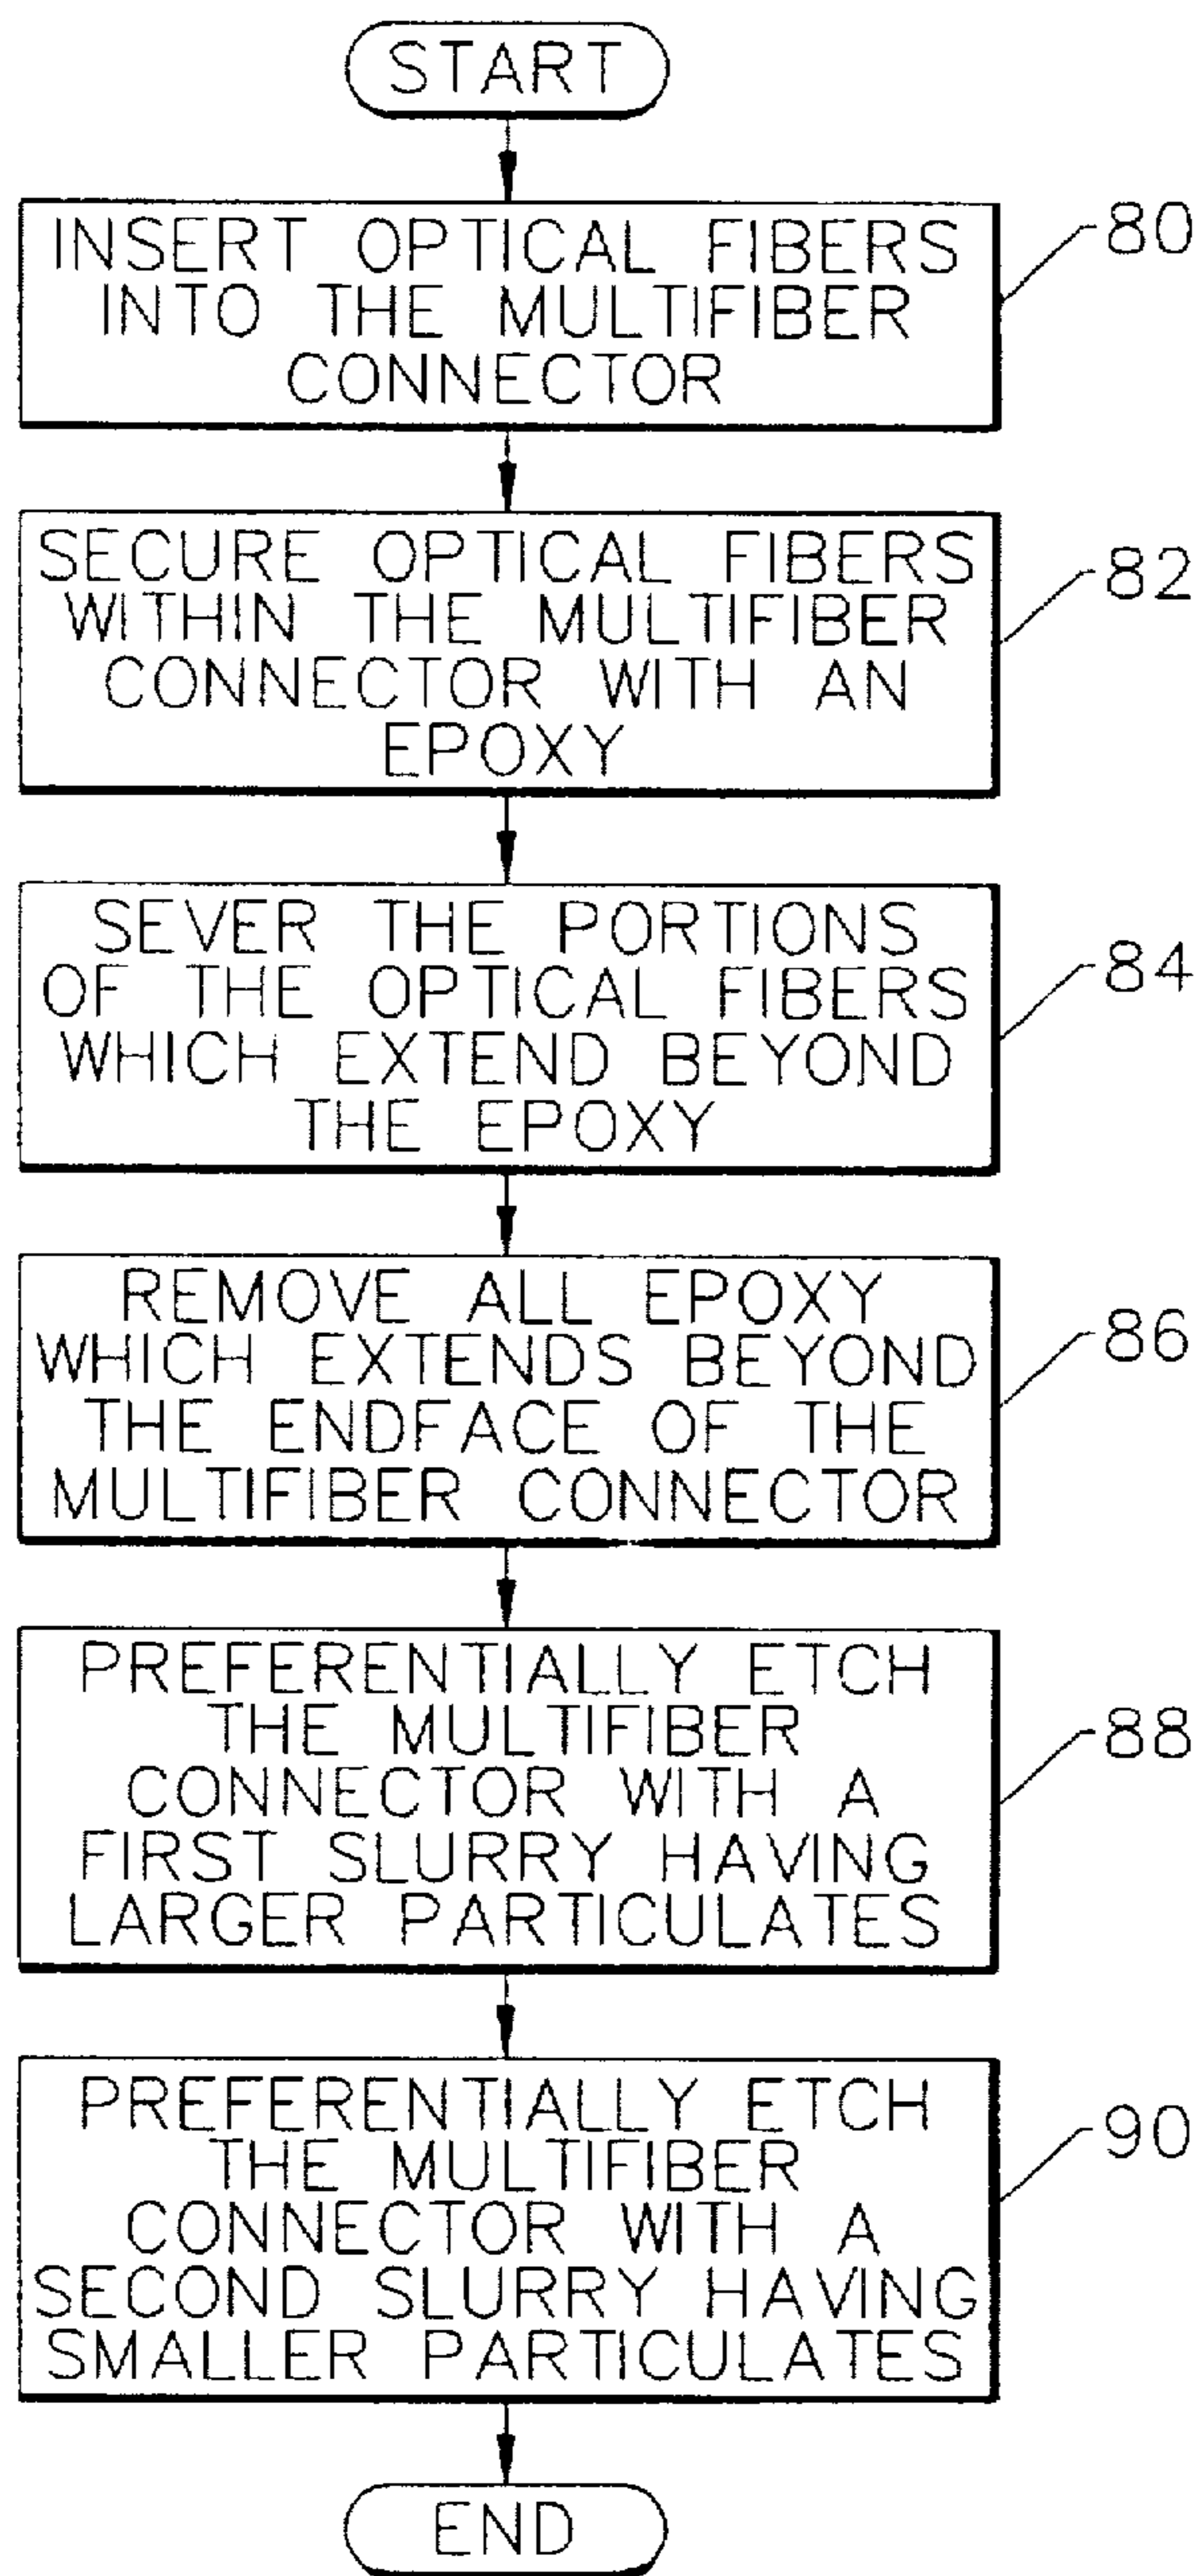 START
INSERT OPTICAL FIBERS
INTO THE MULTIFIBER
CONNECTOR
80
SECURE OPTICAL FIBERS
WITHIN THE MULTIFIBER
CONNECTOR WITH AN
EPOXY
82
SEVER THE PORTIONS
OF THE OPTICAL FIBERS
WHICH EXTEND BEYOND
THE EPOXY
84
REMOVE ALL EPOXY
WHICH EXTENDS BEYOND
THE ENDFACE OF THE
MULTIFIBER CONNECTOR
86
PREFERENTIALLY ETCH
THE MULTIFIBER
CONNECTOR WITH A
FIRST SLURRY HAVING
LARGER PARTICULATES
88
PREFERENTIALLY ETCH
THE MULTIFIBER
CONNECTOR WITH A
SECOND SLURRY HAVING
SMALLER PARTICULATES
90
END